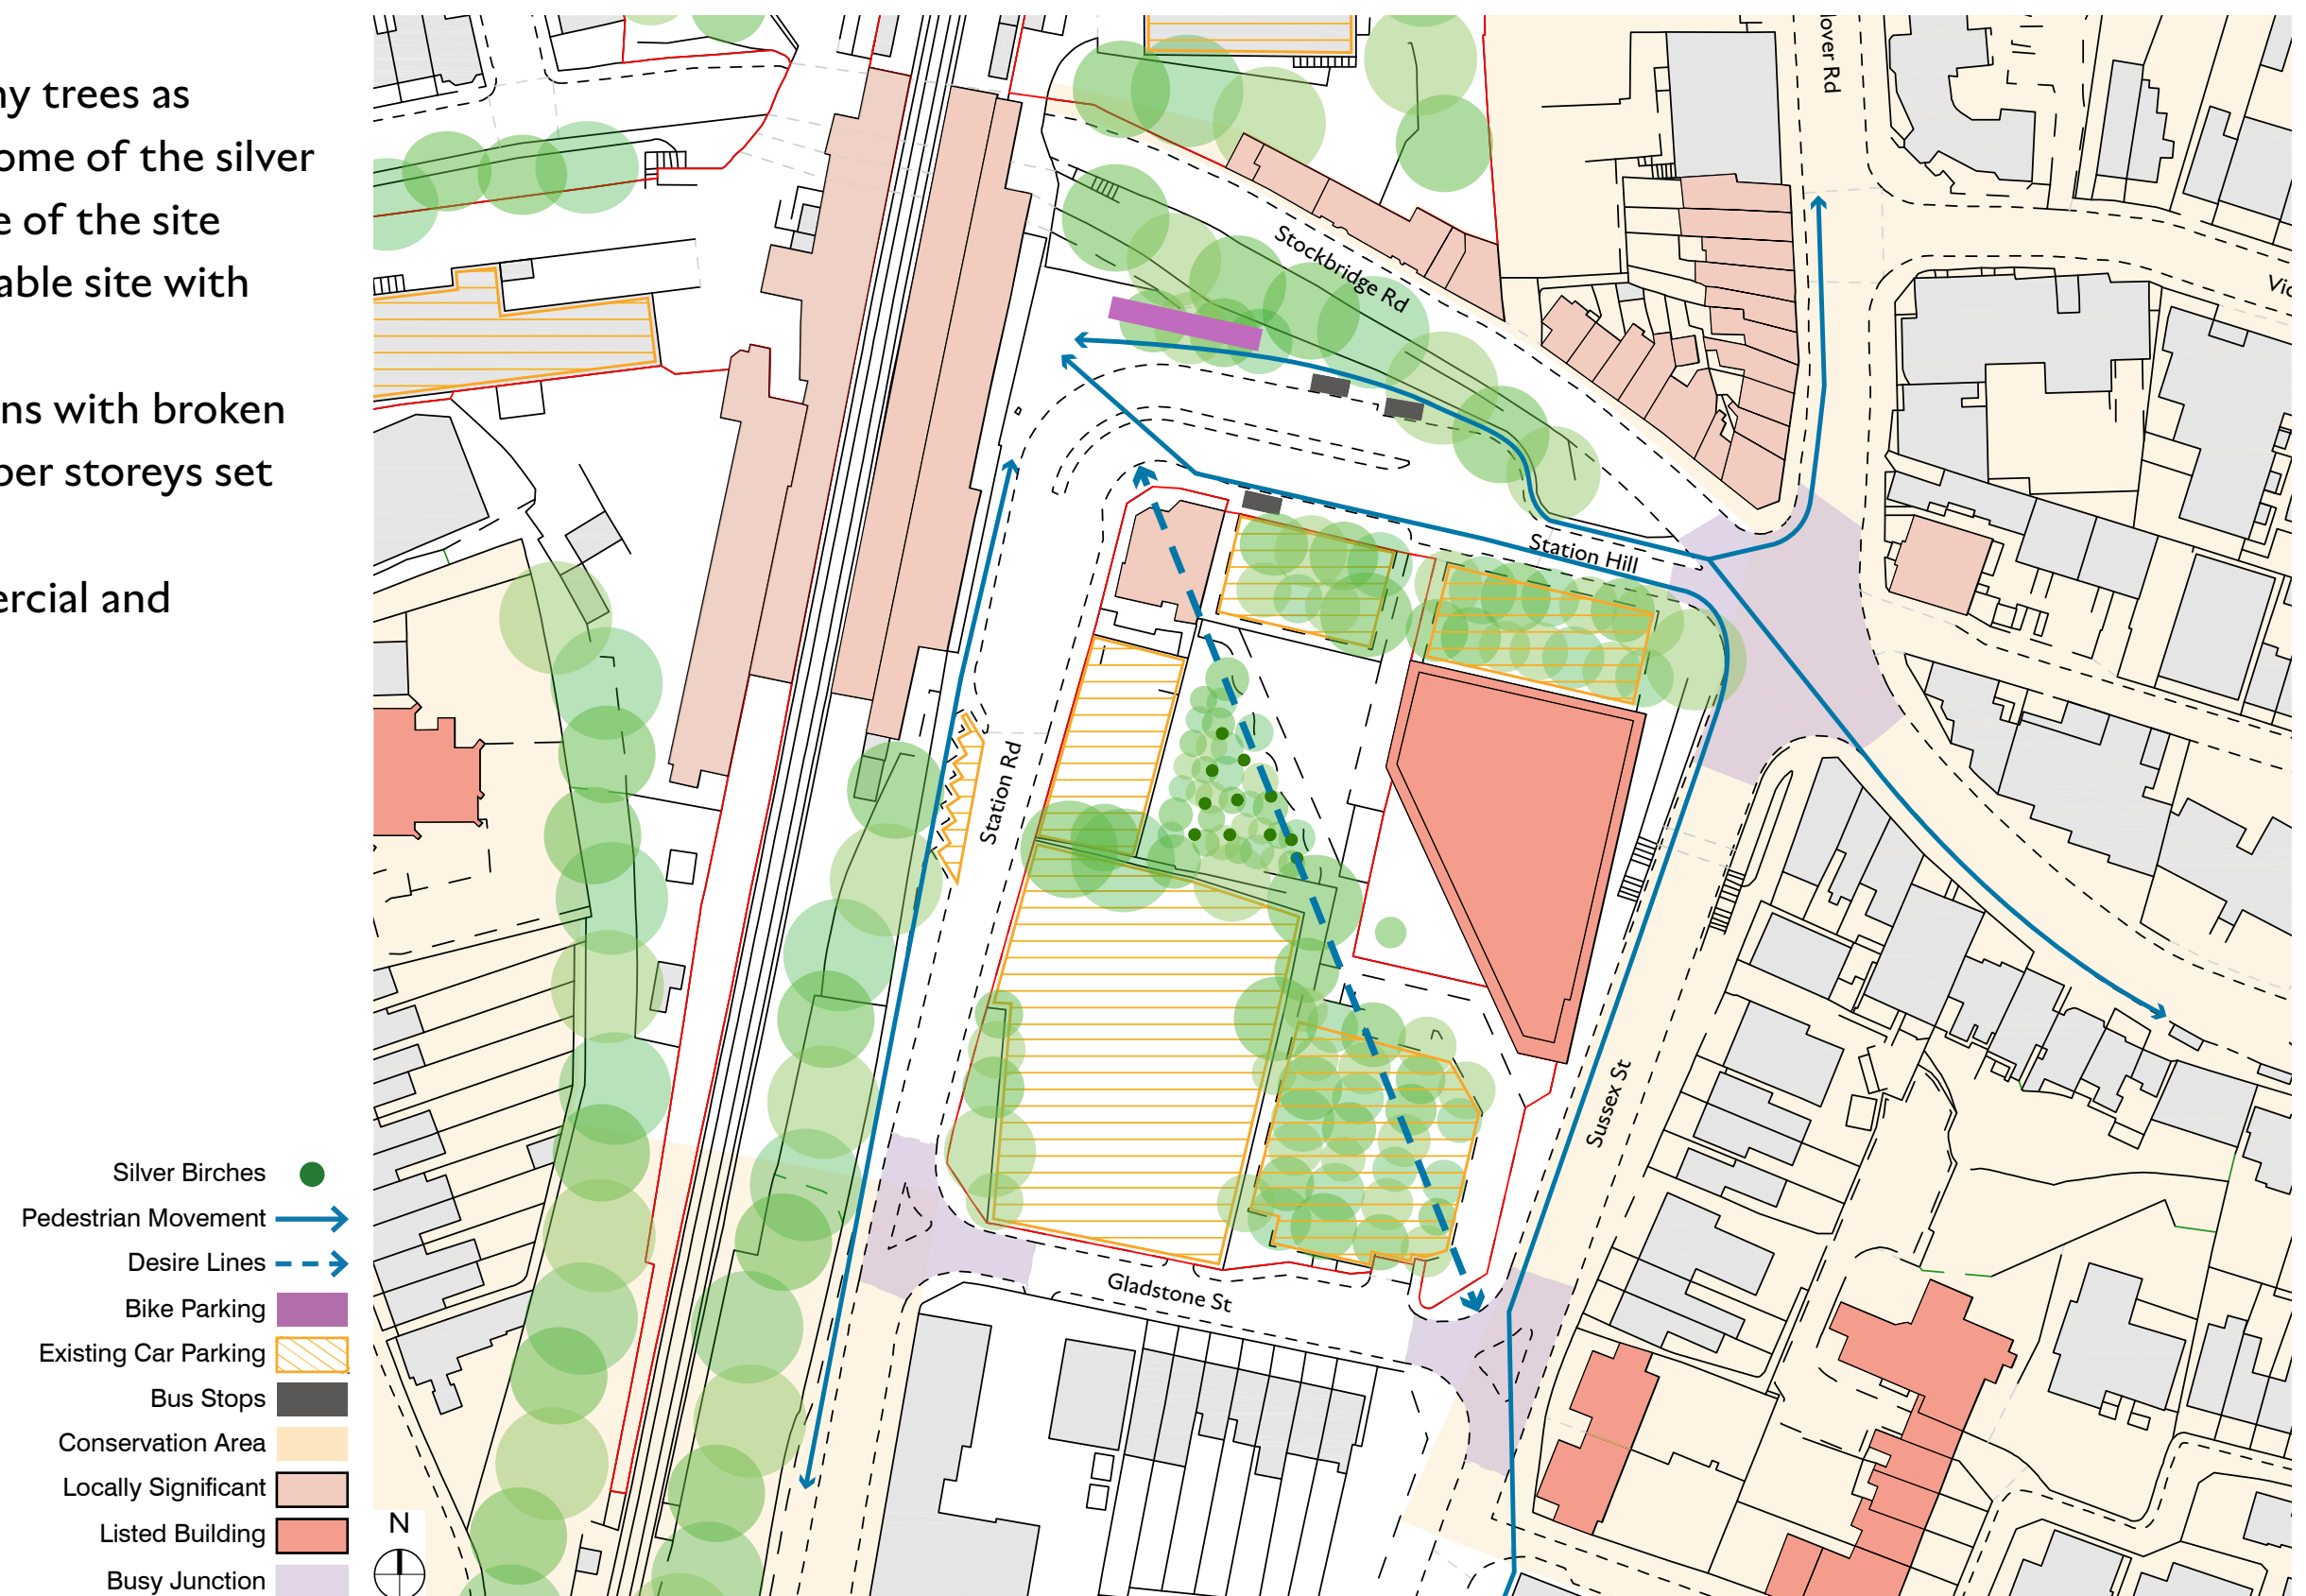 ny trees as
ome of the silver
e of the site
able site with
ns with broken
per storeys set
ercial and
Silver Birches
Pedestrian Movement
Desire Lines
Bike Parking
Existing Car Parking
Bus Stops
Conservation Area
Locally Significant
Listed Building
Busy Junction
N
Stockbridge Rd
over Rd
Vic
Station Hill
Station Rd
Sussex St
Gladstone St